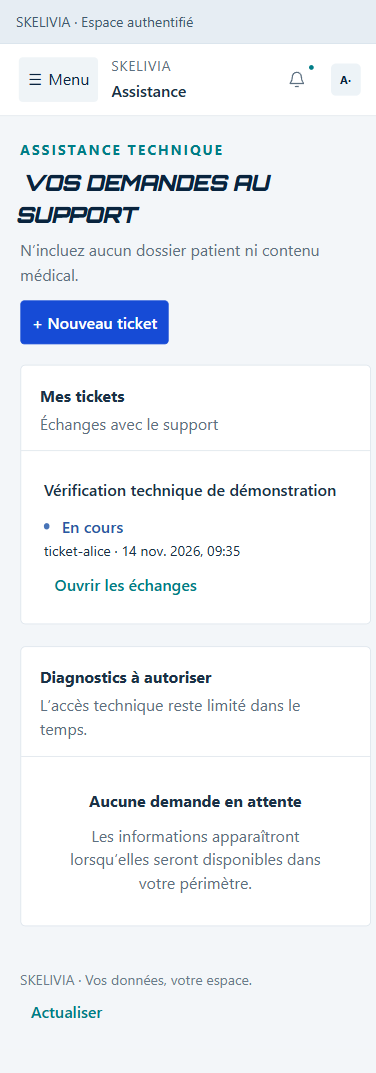 SKELIVIA · Espace authentifié
☰ Menu
SKELIVIA
Assistance
A·
ASSISTANCE TECHNIQUE
VOS DEMANDES AU
SUPPORT
N’incluez aucun dossier patient ni contenu
médical.
+ Nouveau ticket
Mes tickets
Échanges avec le support
Vérification technique de démonstration
En cours
ticket-alice · 14 nov. 2026, 09:35
Ouvrir les échanges
Diagnostics à autoriser
L’accès technique reste limité dans le
temps.
Aucune demande en attente
Les informations apparaîtront
lorsqu’elles seront disponibles dans
votre périmètre.
SKELIVIA · Vos données, votre espace.
Actualiser